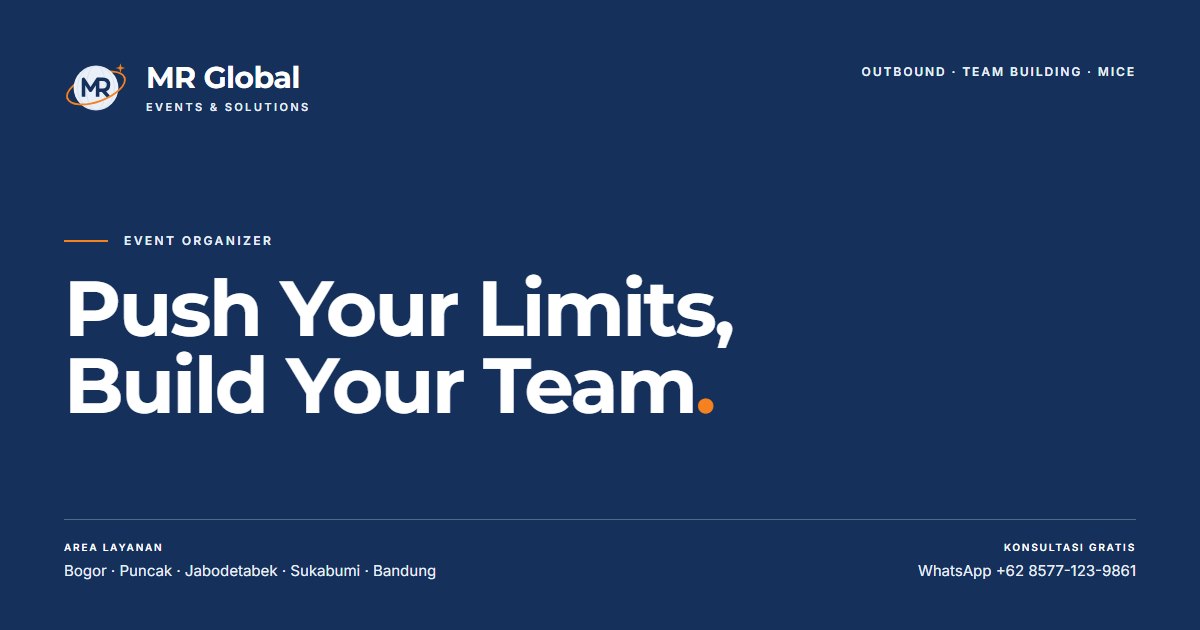 MR
MR Global
EVENTS & SOLUTIONS
OUTBOUND · TEAM BUILDING · MICE
EVENT ORGANIZER
Push Your Limits,
Build Your Team.
AREA LAYANAN
Bogor · Puncak · Jabodetabek · Sukabumi · Bandung
KONSULTASI GRATIS
WhatsApp +62 8577-123-9861